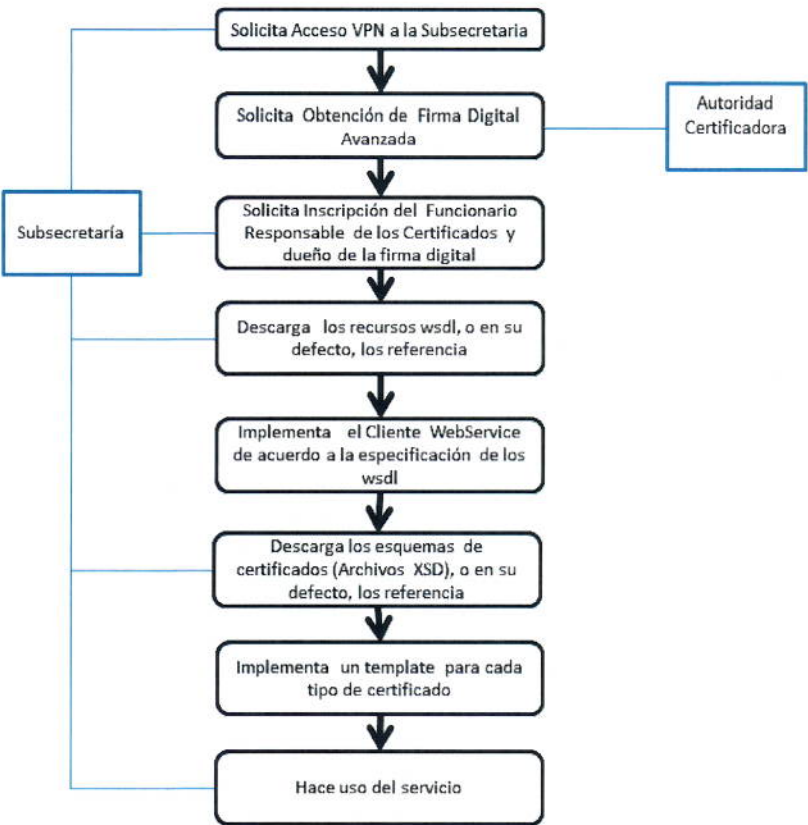 Solicita Acceso VPN a la Subsecretaria
Solicita Obtención de Firma Digital
Avanzada
Autoridad
Certificadora
Solicita Inscripción del Funcionario
Responsable de los Certificados y
dueño de la firma digital
Subsecretaría
Descarga los recursos wsdl, o en su
defecto, los referencia
Implementa el Cliente WebService
de acuerdo a la especificación de los
wsdl
Descarga los esquemas de
certificados (Archivos XSD), o en su
defecto, los referencia
Implementa un template para cada
tipo de certificado
Hace uso del servicio